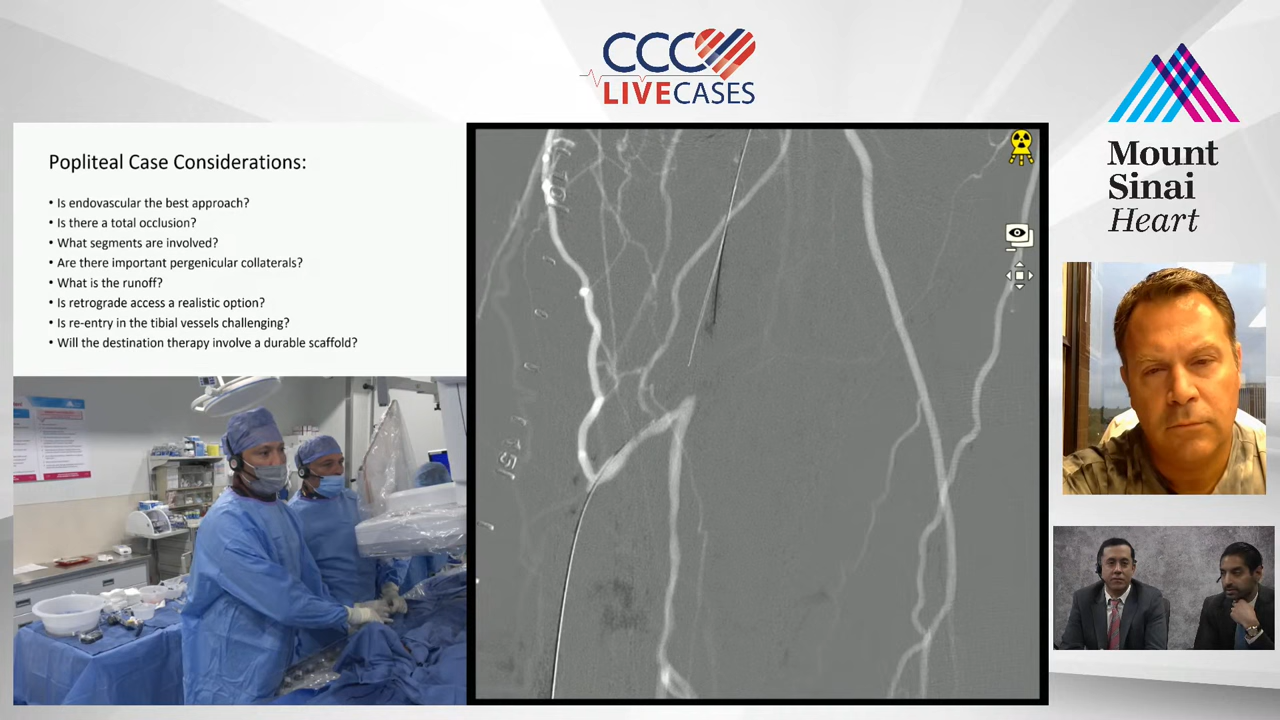 CCC
LIVECASES
Mount
Sinai
Heart
Popliteal Case Considerations:
• Is endovascular the best approach?
• Is there a total occlusion?
• What segments are involved?
• Are there important pergenicular collaterals?
• What is the runoff?
• Is retrograde access a realistic option?
• Is re-entry in the tibial vessels challenging?
• Will the destination therapy involve a durable scaffold?